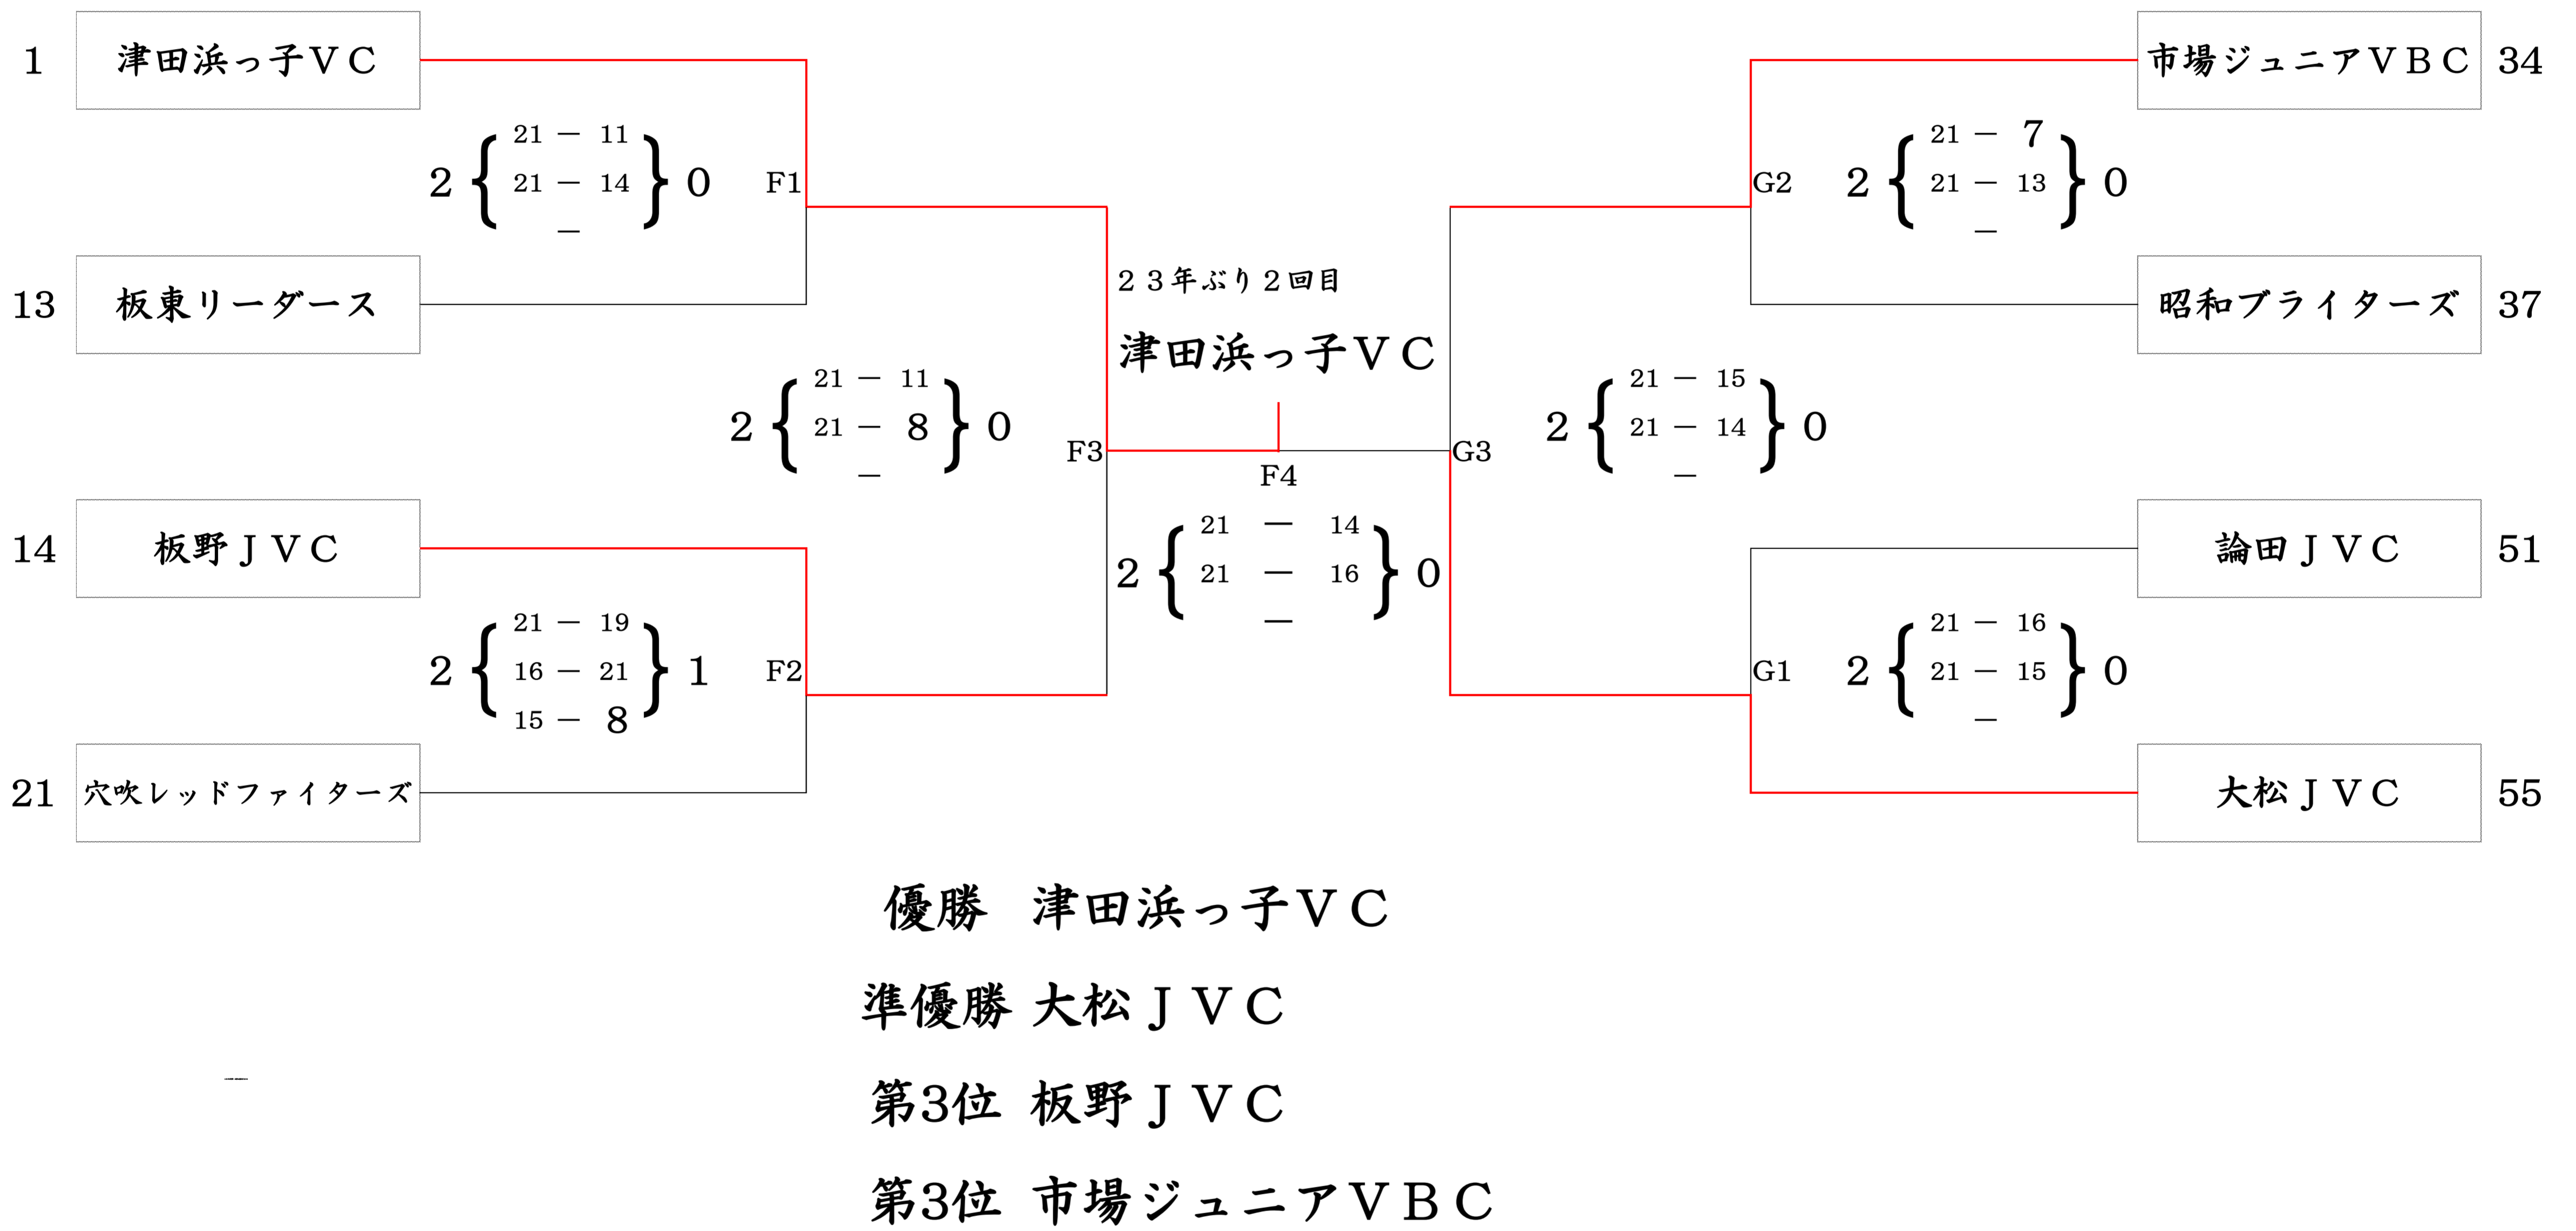 1 津田浜っ子ＶＣ 市場ジュニアＶＢＣ 34
21 － 11 21 － 7
2 { 21 － 14 } 0 F1 G2 2 { 21 － 13 } 0
－ －
２３年ぶり２回目
13 板東リーダース 昭和ブライターズ 37
津田浜っ子ＶＣ
21 － 11 21 － 15
2 { 21 － 8 } 0 2 { 21 － 14 } 0
F3 G3
－ F4 －
21 － 14
14 板野ＪＶＣ 論田ＪＶＣ 51
2 { 21 － 16 } 0
21 － 19 － 21 － 16
2 { 16 － 21 } 1 F2 G1 2 { 21 － 15 } 0
15 － 8 －
21 穴吹レッドファイターズ 大松ＪＶＣ 55
優勝 津田浜っ子ＶＣ
準優勝 大松ＪＶＣ
第3位 板野ＪＶＣ
第3位 市場ジュニアＶＢＣ